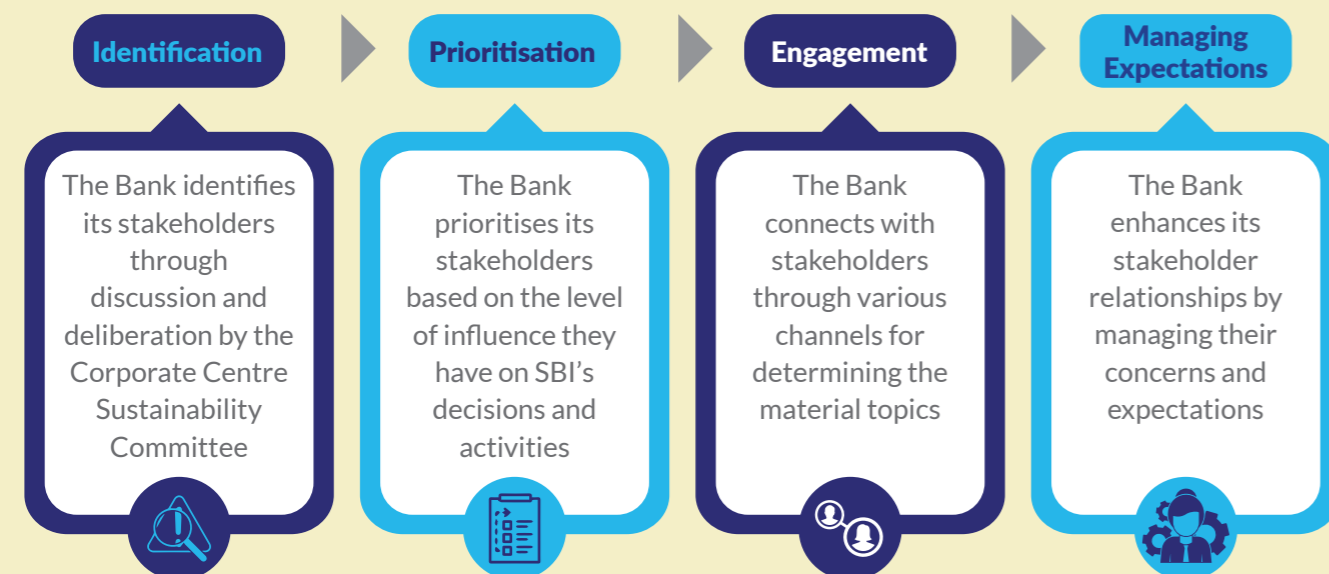 Identification
Prioritisation
Engagement
Managing
Expectations
The Bank identifies
its stakeholders
through
discussion and
deliberation by the
Corporate Centre
Sustainability
Committee
The Bank
prioritises its
stakeholders
based on the level
of influence they
have on SBI’s
decisions and
activities
The Bank
connects with
stakeholders
through various
channels for
determining the
material topics
The Bank
enhances its
stakeholder
relationships by
managing their
concerns and
expectations